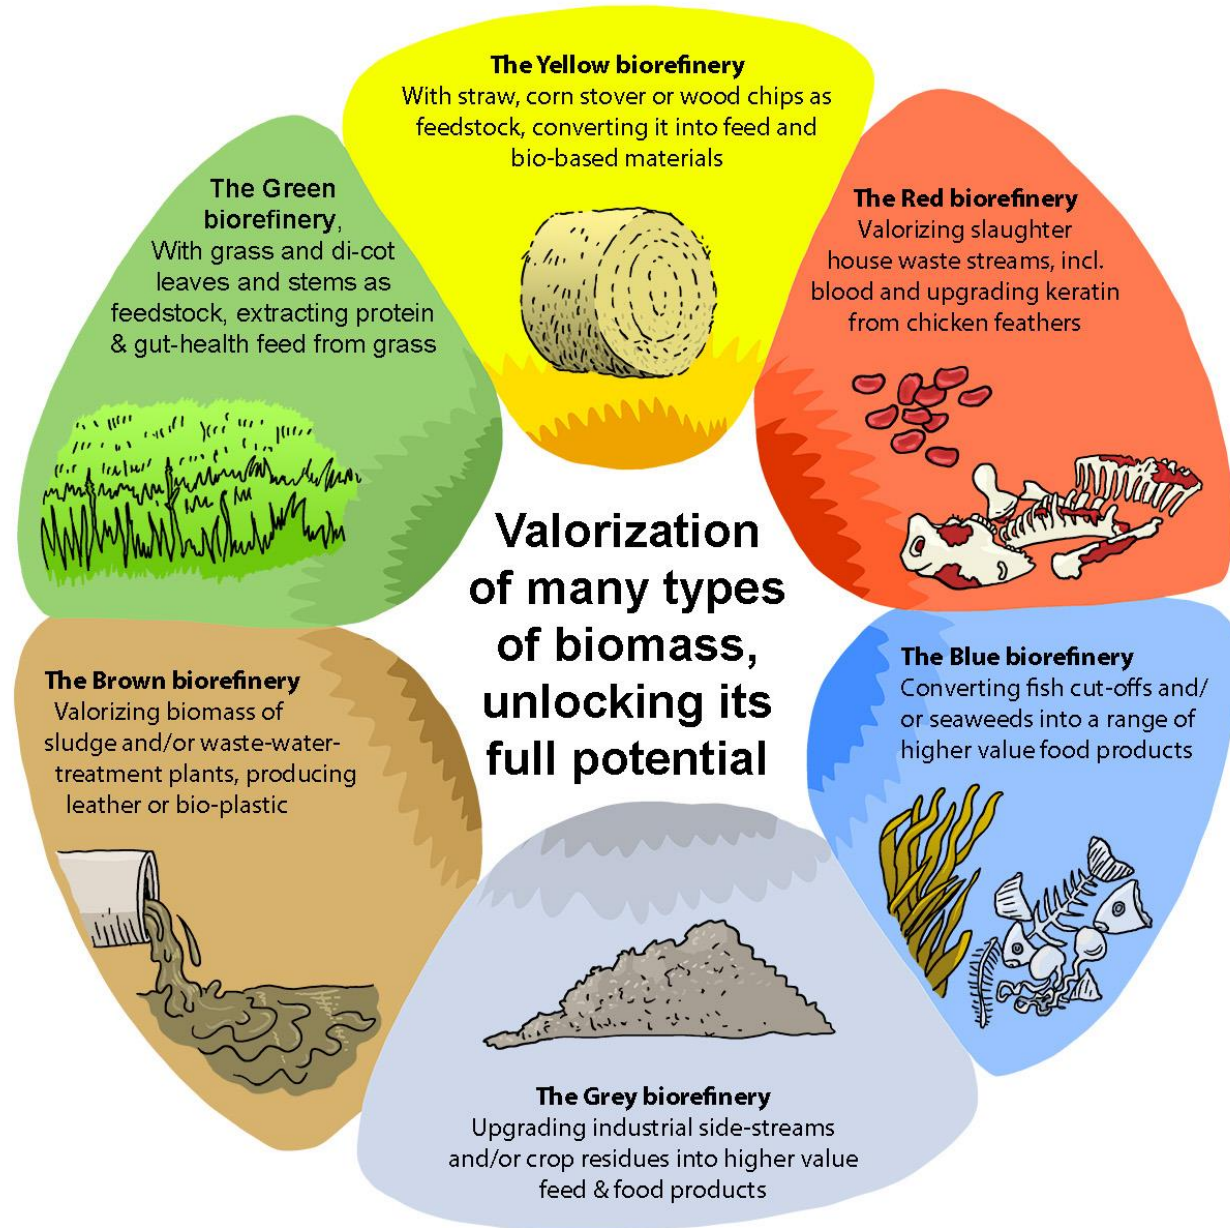 The Yellow biorefinery
With straw, corn stover or wood chips as
feedstock, converting it into feed and
bio-based materials
The Green
biorefinery,
With grass and di-cot
leaves and stems as
feedstock, extracting protein
& gut-health feed from grass
The Red biorefinery
Valorizing slaughter
house waste streams, incl.
blood and upgrading keratin
from chicken feathers
Valorization
of many types
of biomass,
unlocking its
full potential
The Brown biorefinery
Valorizing biomass of
sludge and/or waste-water-
treatment plants, producing
leather or bio-plastic
The Blue biorefinery
Converting fish cut-offs and/
or seaweeds into a range of
higher value food products
The Grey biorefinery
Upgrading industrial side-streams
and/or crop residues into higher value
feed & food products